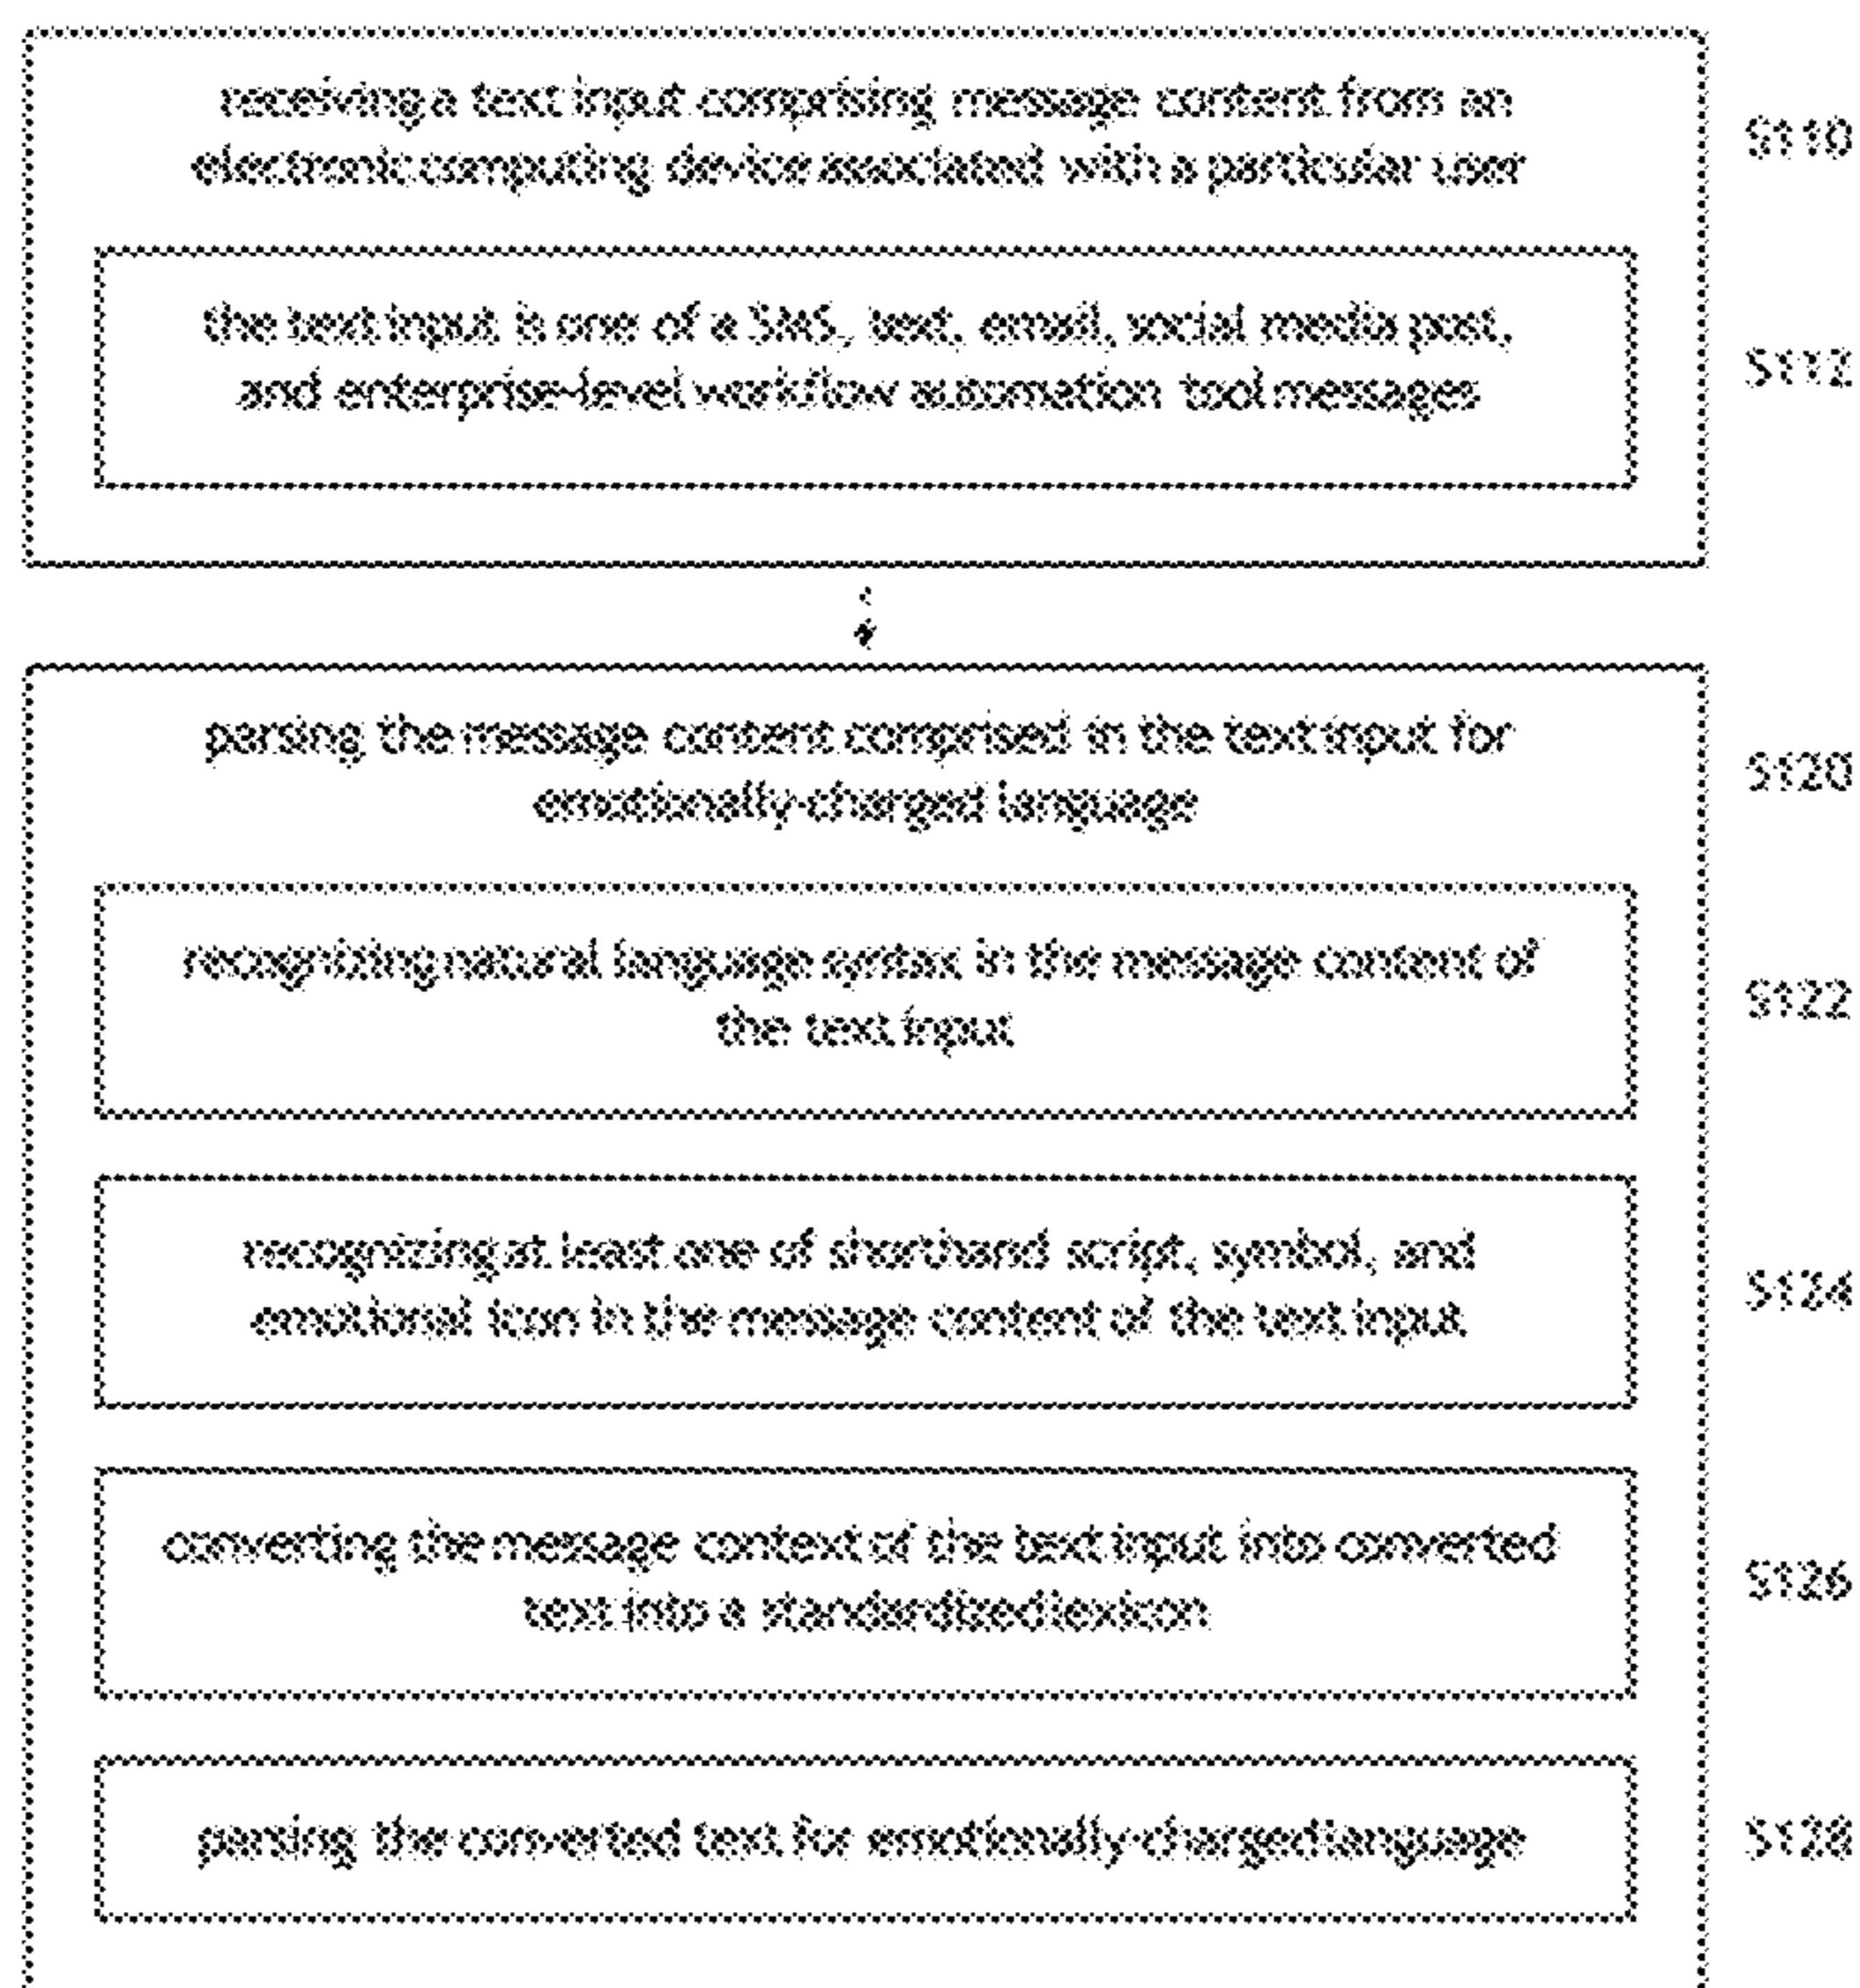 receiving a text input comprising message content from an
electronic computing device associated with a particular user
S110
the text input is one of a SMS, text, email, social media post,
and enterprise-level workflow automation tool messages
S112
parsing the message content comprised in the text input for
emotionally-charged language
S120
recognizing natural language syntax in the message content of
the text input
S122
recognizing at least one of shorthand script, symbol, and
emotional icon in the message content of the text input
S124
converting the message context of the text input into converted
text into a standardized lexicon
S126
parsing the converted text for emotionally-charged language
S128